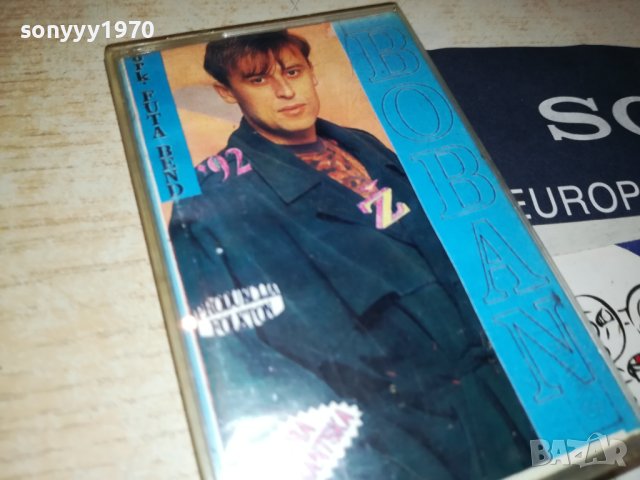 sonyyy1970
ork. FUTA BEND
'92
Z
BOBAN
SO
EUROP
BAZAR